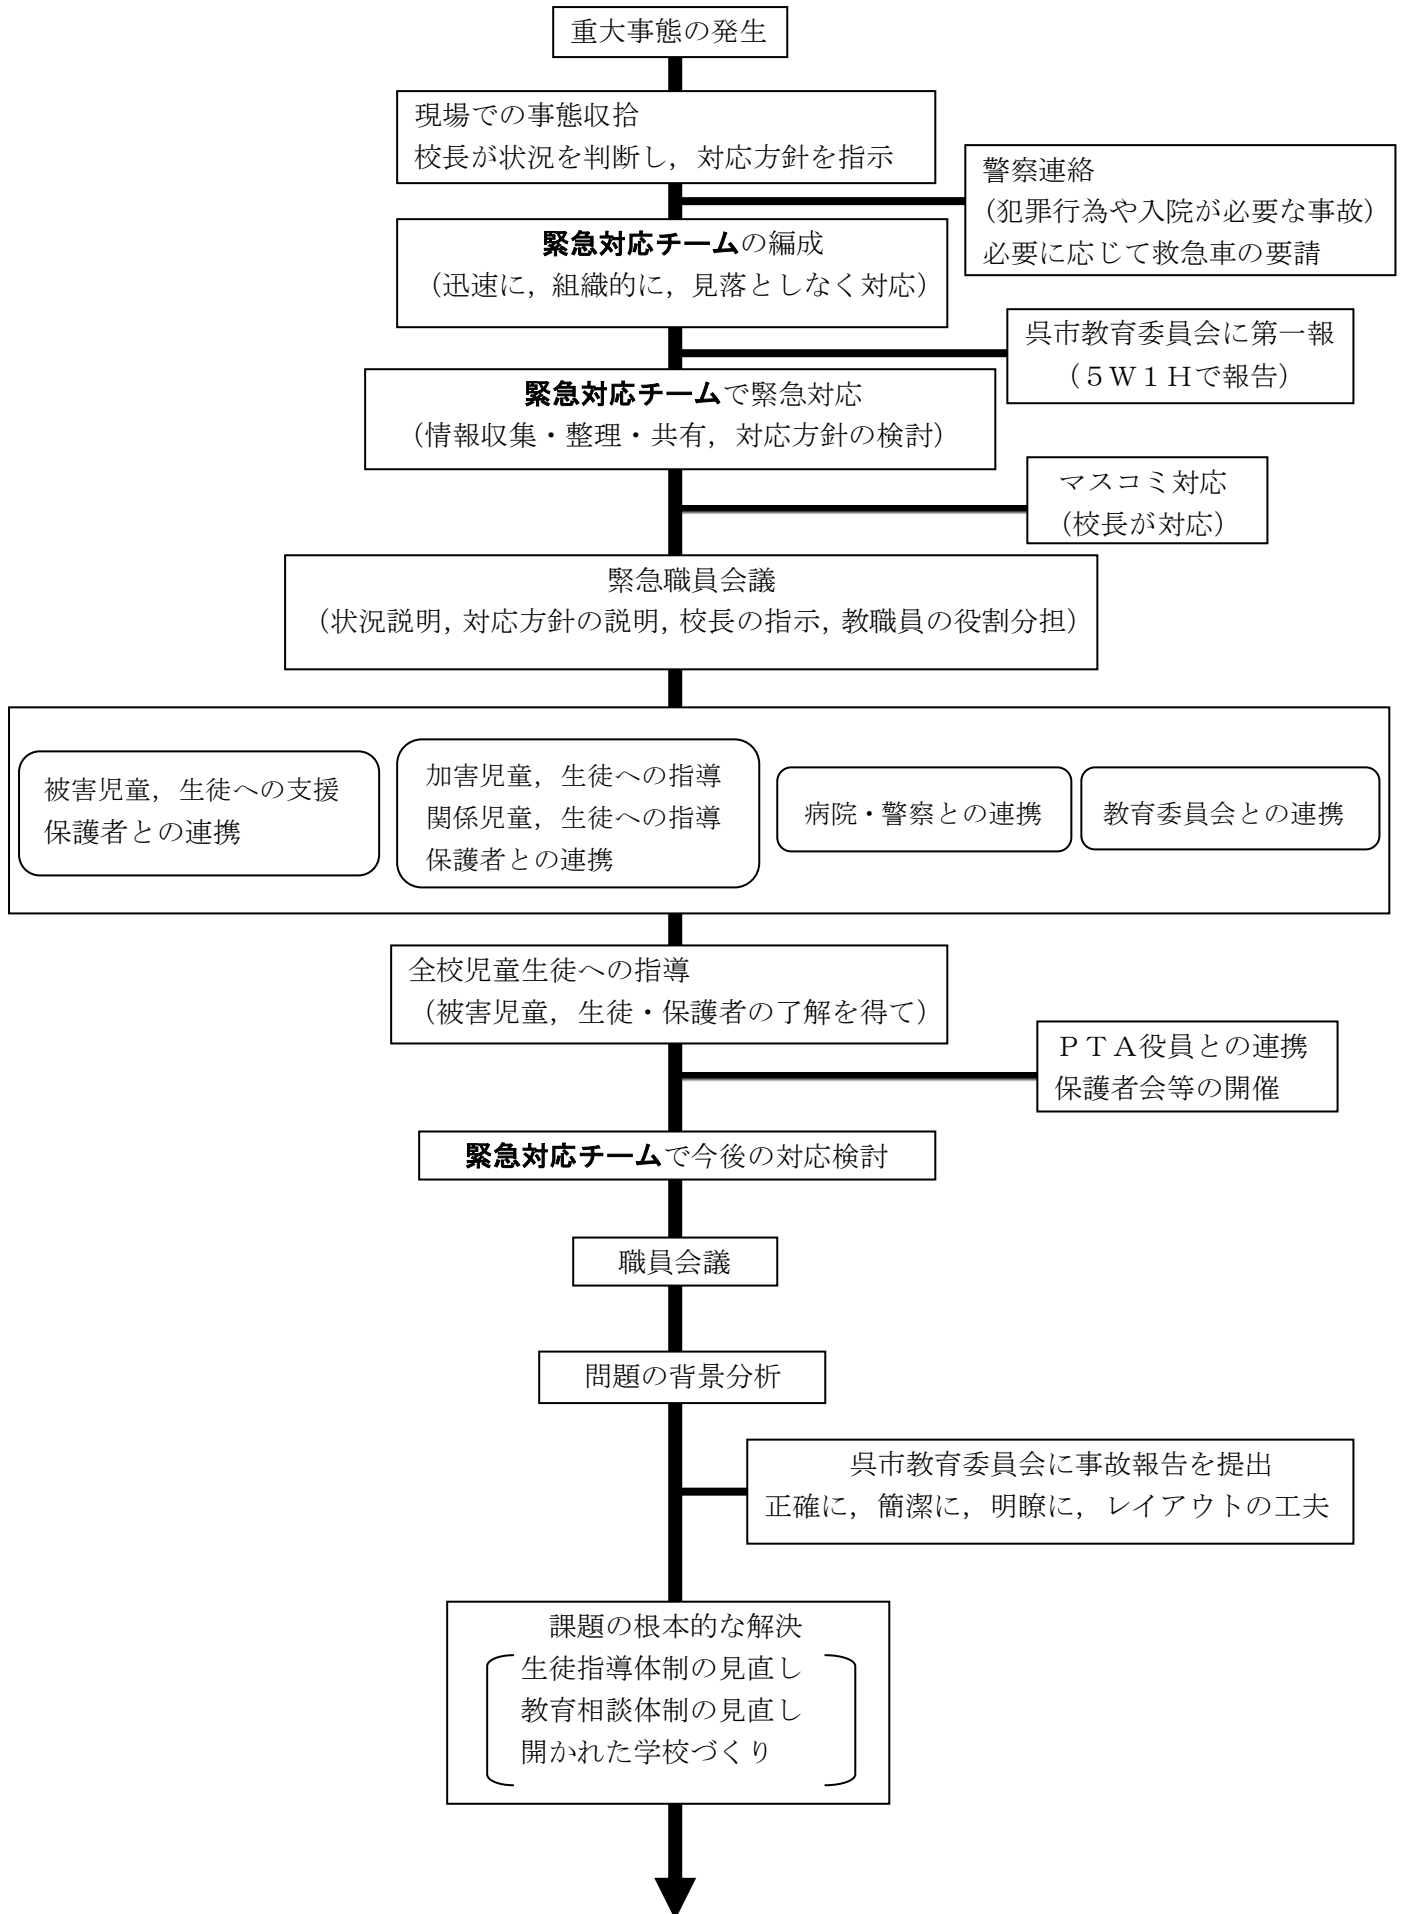 重大事態の発生
現場での事態収拾
校長が状況を判断し，対応方針を指示
警察連絡
（犯罪行為や入院が必要な事故）
必要に応じて救急車の要請
緊急対応チームの編成
（迅速に，組織的に，見落としなく対応）
呉市教育委員会に第一報
（５Ｗ１Ｈで報告）
緊急対応チームで緊急対応
（情報収集・整理・共有，対応方針の検討）
マスコミ対応
（校長が対応）
緊急職員会議
（状況説明，対応方針の説明，校長の指示，教職員の役割分担）
被害児童，生徒への支援
保護者との連携
加害児童，生徒への指導
関係児童，生徒への指導
保護者との連携
病院・警察との連携
教育委員会との連携
全校児童生徒への指導
（被害児童，生徒・保護者の了解を得て）
ＰＴＡ役員との連携
保護者会等の開催
緊急対応チームで今後の対応検討
職員会議
問題の背景分析
呉市教育委員会に事故報告を提出
正確に，簡潔に，明瞭に，レイアウトの工夫
課題の根本的な解決
生徒指導体制の見直し
教育相談体制の見直し
開かれた学校づくり